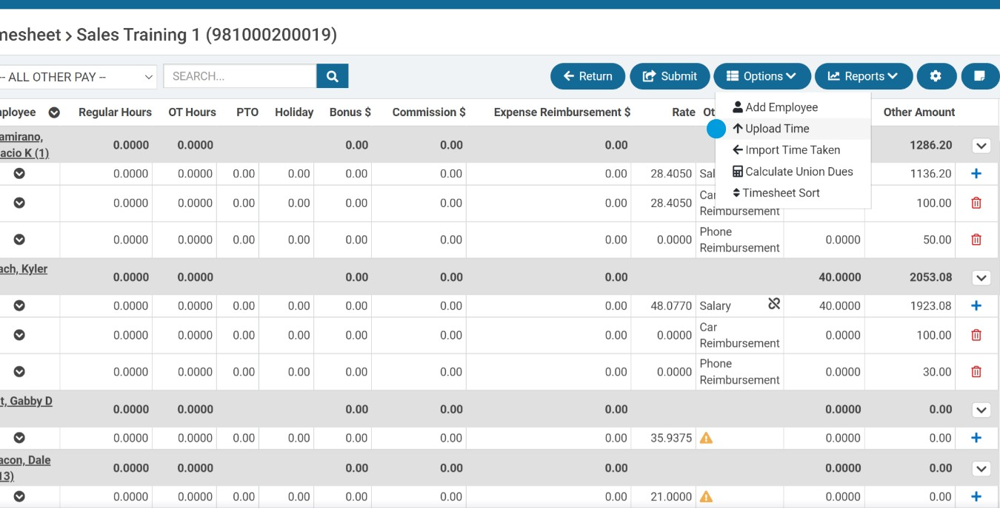 mesheet > Sales Training 1 (981000200019)
-- ALL OTHER PAY -- SEARCH... Return Submit Options Reports
ployee Regular Hours OT Hours PTO Holiday Bonus $ Commission $ Expense Reimbursement $ Rate Ot Other Amount
Add Employee
Upload Time
Import Time Taken
Calculate Union Dues
Timesheet Sort
amirano,
acio K (1) 0.0000 0.0000 0.00 0.00 0.00 1286.20
0.0000 0.0000 0.00 0.00 0.00 0.00 0.00 28.4050 Sal 1136.20
0.0000 0.0000 0.00 0.00 0.00 0.00 0.00 28.4050 Car
Reimbursement 100.00
0.0000 0.0000 0.00 0.00 0.00 0.00 0.00 0.0000 Phone
Reimbursement 0.0000 50.00
ach, Kyler
0.0000 0.0000 0.00 0.00 0.00 40.0000 2053.08
0.0000 0.0000 0.00 0.00 0.00 0.00 0.00 48.0770 Salary 40.0000 1923.08
0.0000 0.0000 0.00 0.00 0.00 0.00 0.00 0.0000 Car
Reimbursement 0.0000 100.00
0.0000 0.0000 0.00 0.00 0.00 0.00 0.00 0.0000 Phone
Reimbursement 0.0000 30.00
t, Gabby D
0.0000 0.0000 0.00 0.00 0.00 0.0000 0.00
0.0000 0.0000 0.00 0.00 0.00 0.00 0.00 35.9375 0.0000 0.00
acon, Dale
13) 0.0000 0.0000 0.00 0.00 0.00 0.0000 0.00
0.0000 0.0000 0.00 0.00 0.00 0.00 0.00 21.0000 0.0000 0.00